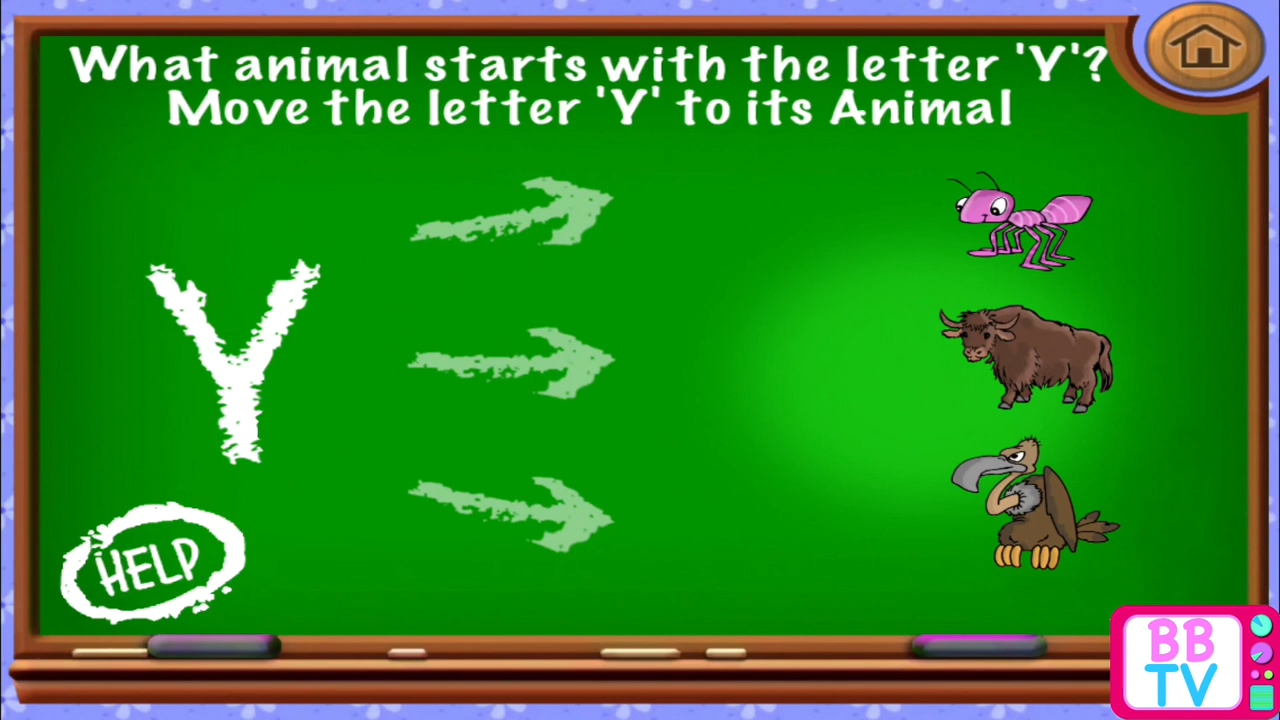 What animal starts with the letter 'Y'?
Move the letter 'Y' to its Animal
Y
HELP
BB
TV